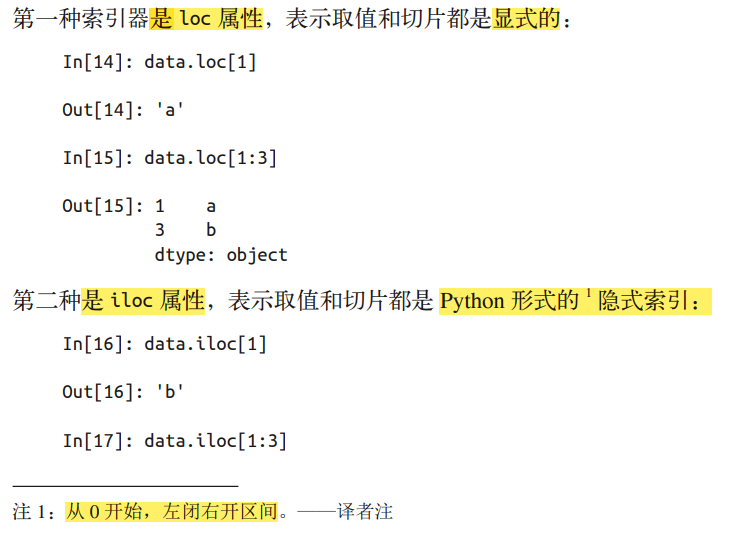 第一种索引器是 loc 属性，表示取值和切片都是显式的：
In[14]: data.loc[1]
Out[14]: 'a'
In[15]: data.loc[1:3]
Out[15]: 1    a
3    b
dtype: object
第二种是 iloc 属性，表示取值和切片都是 Python 形式的 1 隐式索引：
In[16]: data.iloc[1]
Out[16]: 'b'
In[17]: data.iloc[1:3]
注 1：从 0 开始，左闭右开区间。——译者注